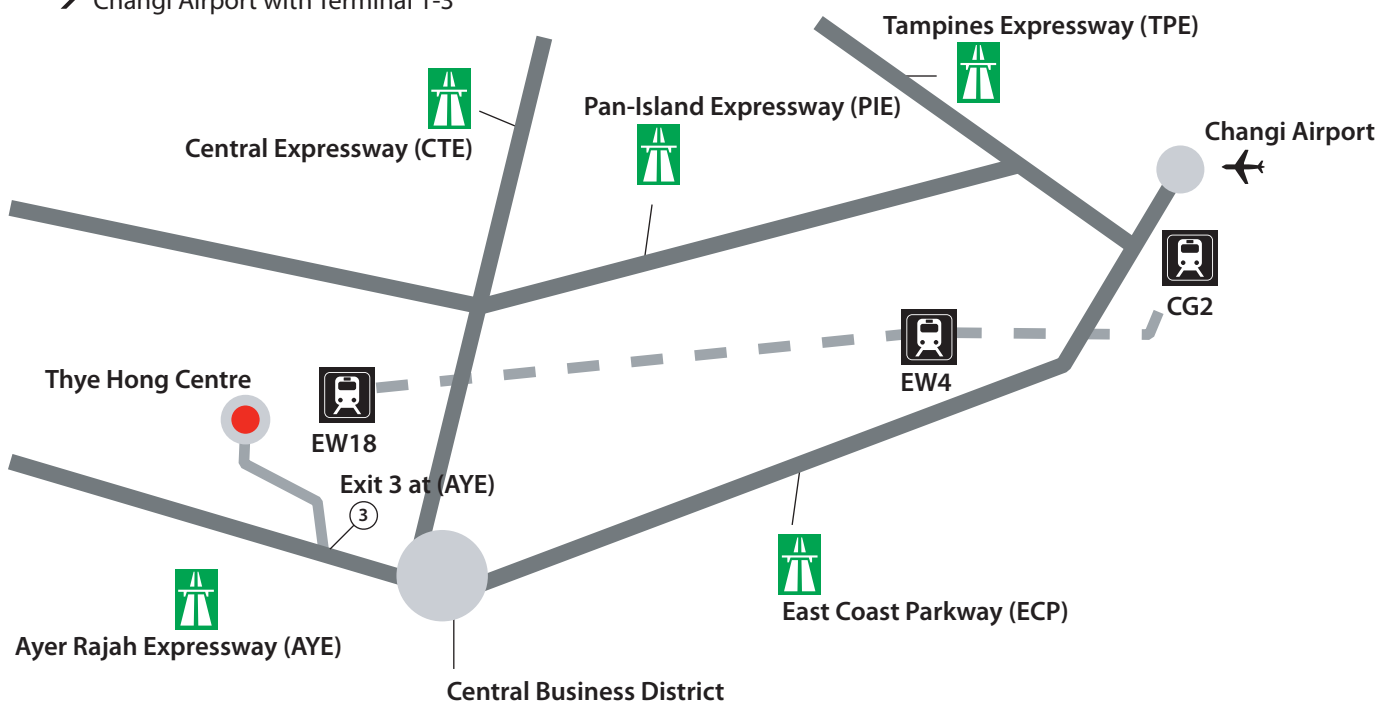 Changi Airport with Terminal 1-3
Tampines Expressway (TPE)
Pan-Island Expressway (PIE)
Changi Airport
Central Expressway (CTE)
CG2
Thye Hong Centre
EW4
EW18
Exit 3 at (AYE)
3
East Coast Parkway (ECP)
Ayer Rajah Expressway (AYE)
Central Business District